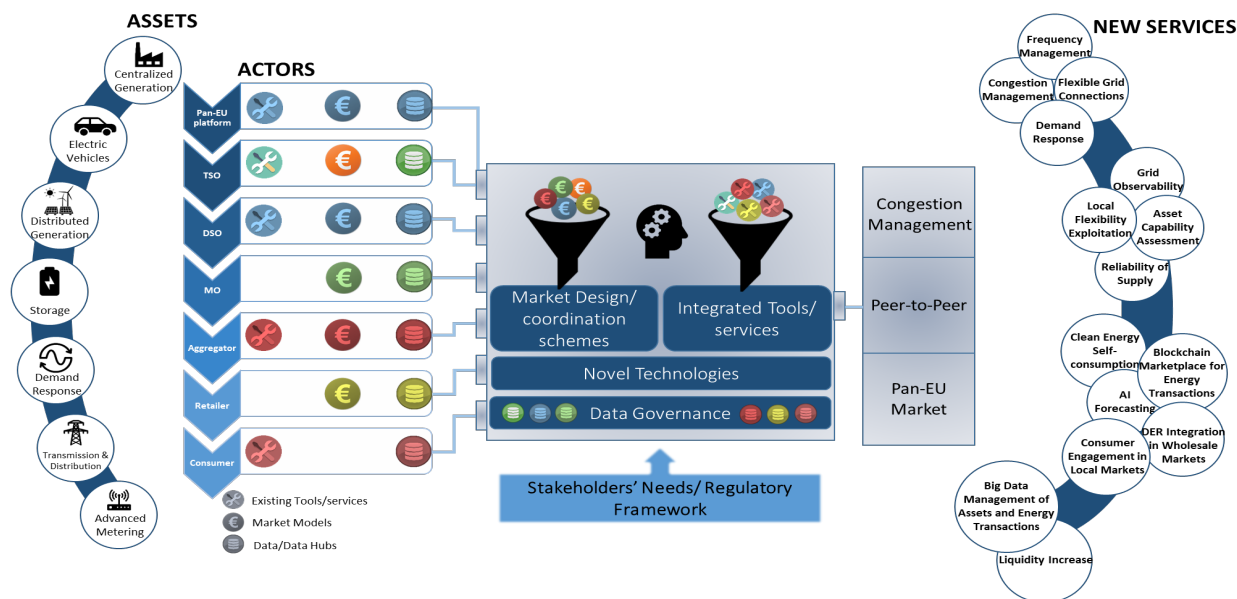 ASSETS
Centralized
Generation
Electric
Vehicles
Distributed
Generation
Storage
Demand
Response
Transmission &
Distribution
Advanced
Metering
ACTORS
Pan-EU
platform
TSO
DSO
MO
Aggregator
Retailer
Consumer
€
€
€
€
€
€
Existing Tools/services
€
Market Models
Data/Data Hubs
€
€
€
€
€
Market Design/
coordination
schemes
Integrated Tools/
services
Novel Technologies
Data Governance
Stakeholders' Needs/ Regulatory
Framework
Congestion
Management
Peer-to-Peer
Pan-EU
Market
NEW SERVICES
Frequency
Management
Congestion
Management
Flexible Grid
Connections
Demand
Response
Grid
Observability
Local
Flexibility
Exploitation
Asset
Capability
Assessment
Reliability of
Supply
Clean Energy
Self-
consumption
Blockchain
Marketplace for
Energy
Transactions
AI
Forecasting
DER Integration
in Wholesale
Markets
Consumer
Engagement in
Local Markets
Big Data
Management of
Assets and Energy
Transactions
Liquidity Increase